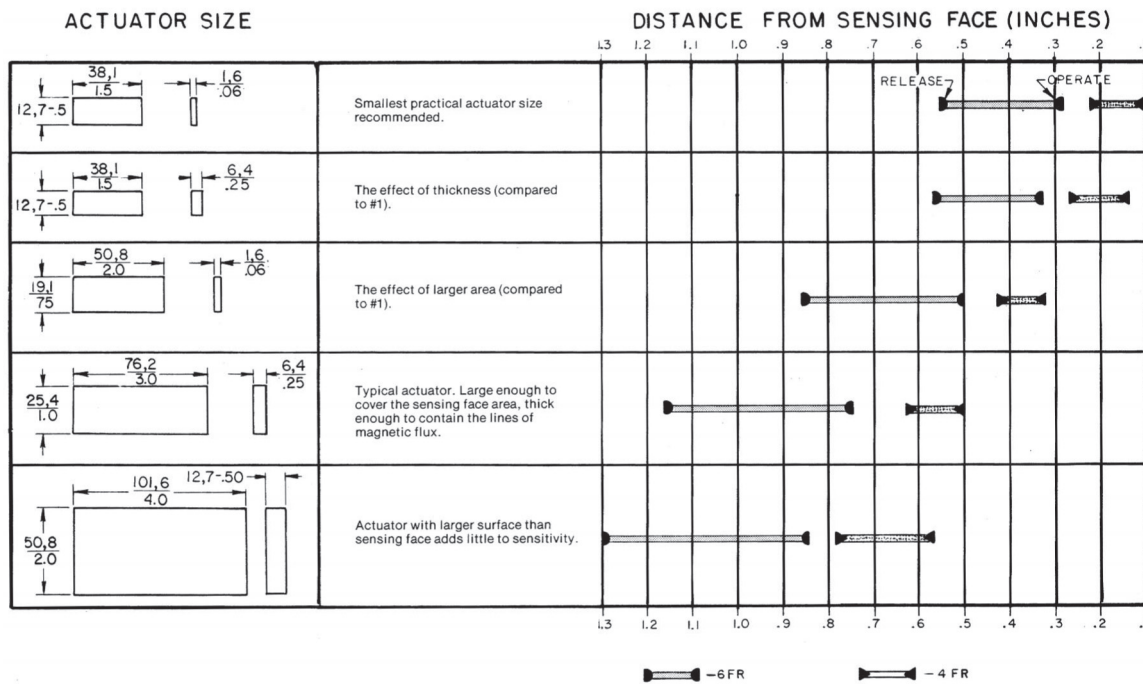 ACTUATOR SIZE
DISTANCE FROM SENSING FACE (INCHES)
1.3 1.2 1.1 1.0 .9 .8 .7 .6 .5 .4 .3 .2 .
38,1
1.5
1,6
.06
12,7-.5
Smallest practical actuator size
recommended.
RELEASE
OPERATE
38,1
1.5
6,4
.25
12,7-.5
The effect of thickness (compared
to #1).
50,8
2.0
1,6
.06
19,1
75
The effect of larger area (compared
to #1).
76,2
3.0
6,4
.25
25,4
1.0
Typical actuator. Large enough to
cover the sensing face area, thick
enough to contain the lines of
magnetic flux.
101,6
4.0
12,7-.50
50,8
2.0
Actuator with larger surface than
sensing face adds little to sensitivity.
1.3 1.2 1.1 1.0 .9 .8 .7 .6 .5 .4 .3 .2 .
-6FR
-4FR